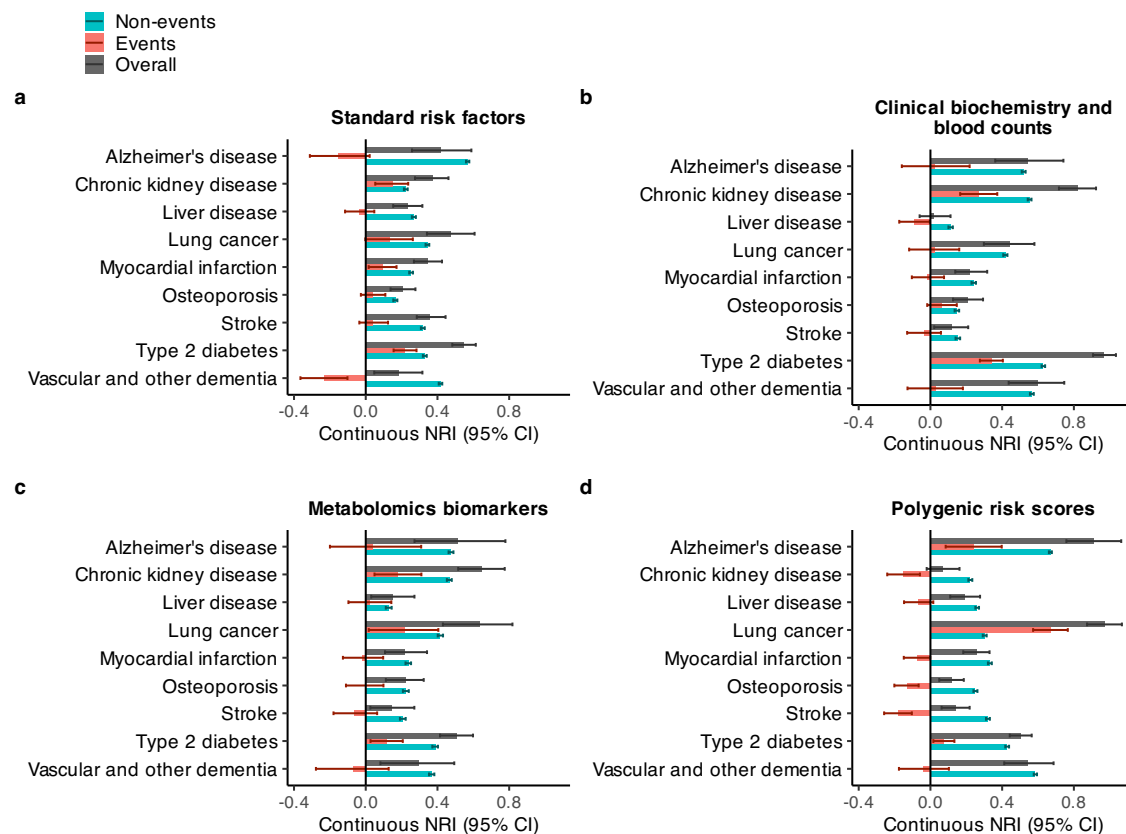 Non-events
Events
Overall
a
Standard risk factors
Alzheimer's disease
Chronic kidney disease
Liver disease
Lung cancer
Myocardial infarction
Osteoporosis
Stroke
Type 2 diabetes
Vascular and other dementia
-0.4 0.0 0.4 0.8
Continuous NRI (95% CI)
b
Clinical biochemistry and
blood counts
Alzheimer's disease
Chronic kidney disease
Liver disease
Lung cancer
Myocardial infarction
Osteoporosis
Stroke
Type 2 diabetes
Vascular and other dementia
-0.4 0.0 0.4 0.8
Continuous NRI (95% CI)
c
Metabolomics biomarkers
Alzheimer's disease
Chronic kidney disease
Liver disease
Lung cancer
Myocardial infarction
Osteoporosis
Stroke
Type 2 diabetes
Vascular and other dementia
-0.4 0.0 0.4 0.8
Continuous NRI (95% CI)
d
Polygenic risk scores
Alzheimer's disease
Chronic kidney disease
Liver disease
Lung cancer
Myocardial infarction
Osteoporosis
Stroke
Type 2 diabetes
Vascular and other dementia
-0.4 0.0 0.4 0.8
Continuous NRI (95% CI)